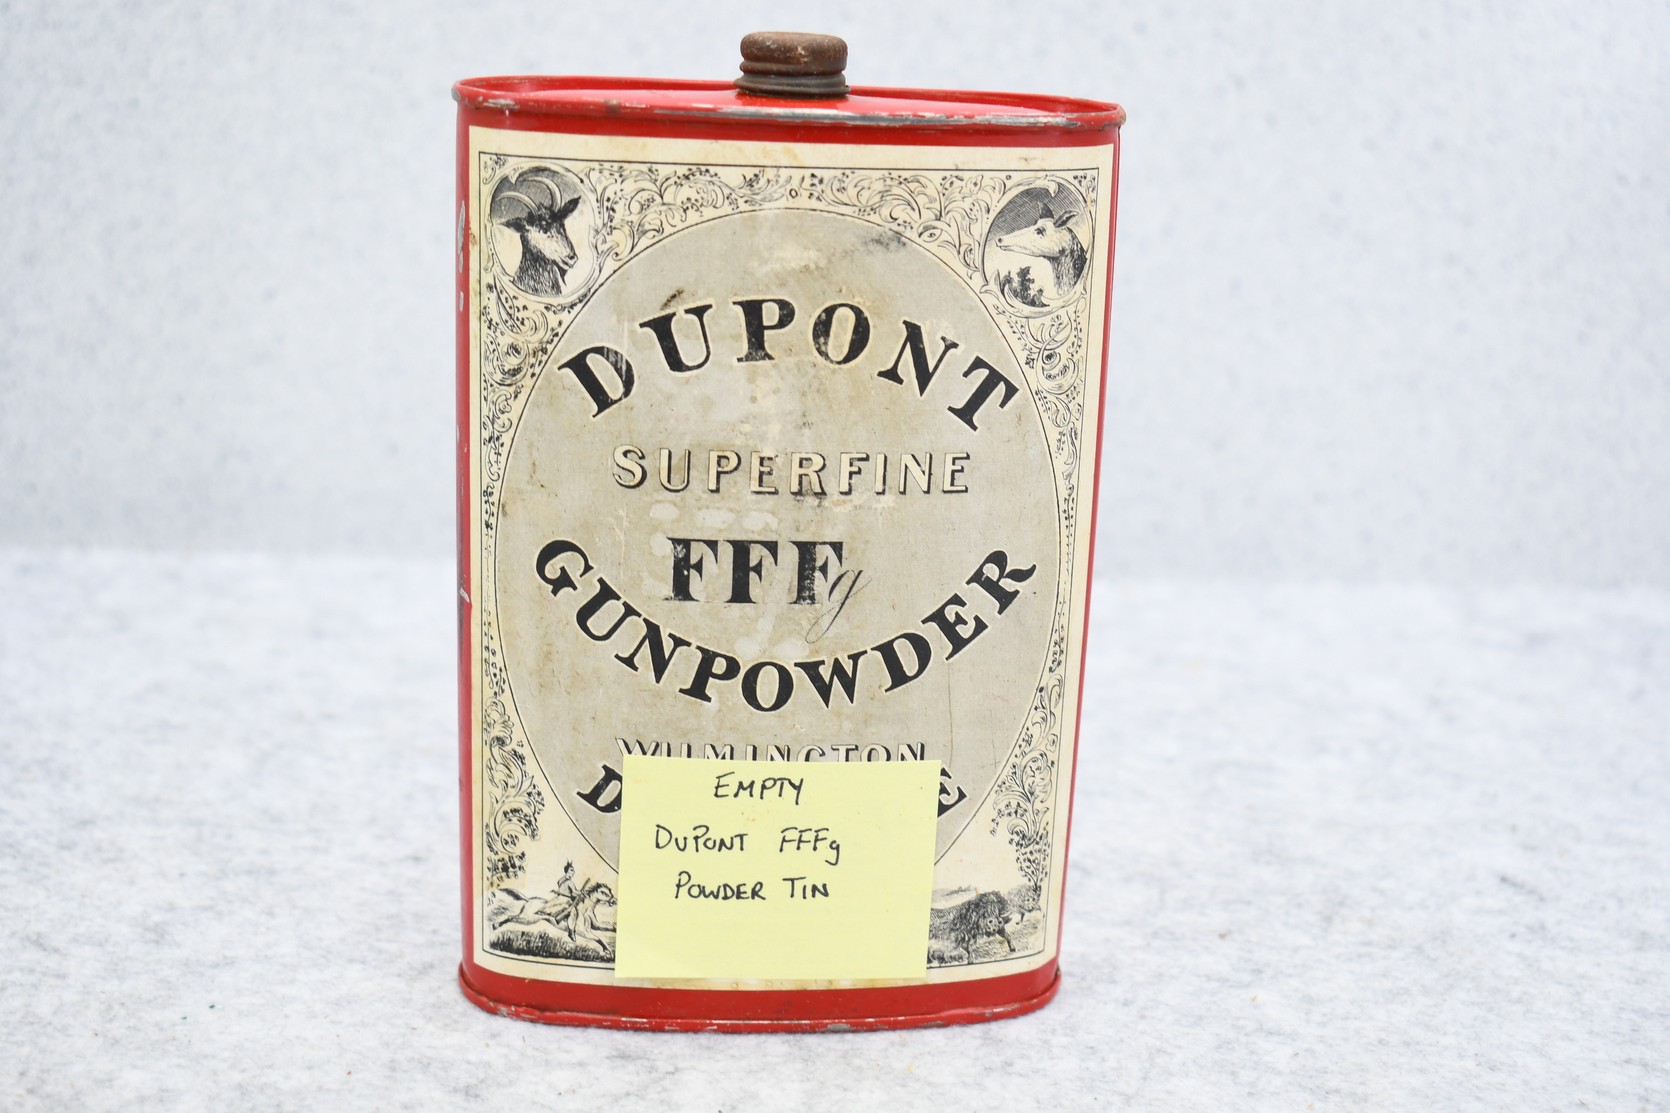 DUPONT
SUPERFINE
FFFg
GUNPOWDER
WILMINGTON
EMPTY
DUPONT FFFg
POWDER TIN